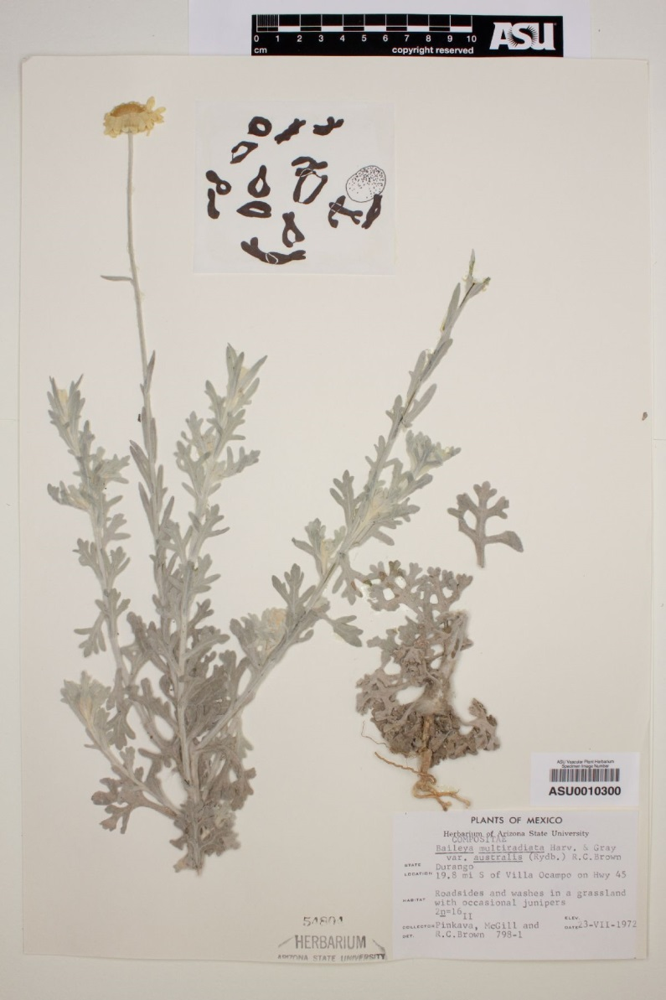 0 1 2 3 4 5 6 7 8 9 10
cm
copyright reserved
ASU
ASU Vascular Plant Herbarium
Specimen Image Number
ASU0010300
PLANTS OF MEXICO
Herbarium of Arizona State University
COMPOSITAE
Baileya multiradiata Harv. & Gray
var. australis (Rydb.) R.C.Brown
STATE Durango
LOCATION 19.8 mi S of Villa Ocampo on Hwy 45
HABITAT Roadsides and washes in a grassland
with occasional junipers
2n=16II
ELEV.
COLLECTOR Pinkava, McGill and DATE 23-VII-1972
DET. R.C.Brown 798-1
HERBARIUM
ARIZONA STATE UNIVERSITY